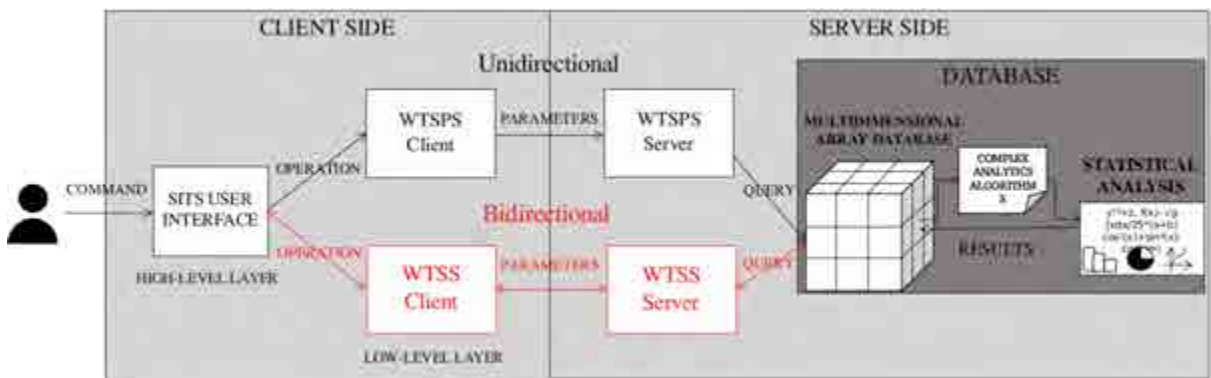 CLIENT SIDE
SERVER SIDE
Unidirectional
DATABASE
WTSPS
Client
PARAMETERS
WTSPS
Server
MULTIDIMENSIONAL
ARRAY DATABASE
COMPLEX
ANALYTICS
ALGORITHM
STATISTICAL
ANALYSIS
OPERATION
COMMAND
SITS USER
INTERFACE
QUERY
Bidirectional
OPERATION
PARAMETERS
QUERY
RESULTS
WTSS
Client
WTSS
Server
HIGH-LEVEL LAYER
LOW-LEVEL LAYER